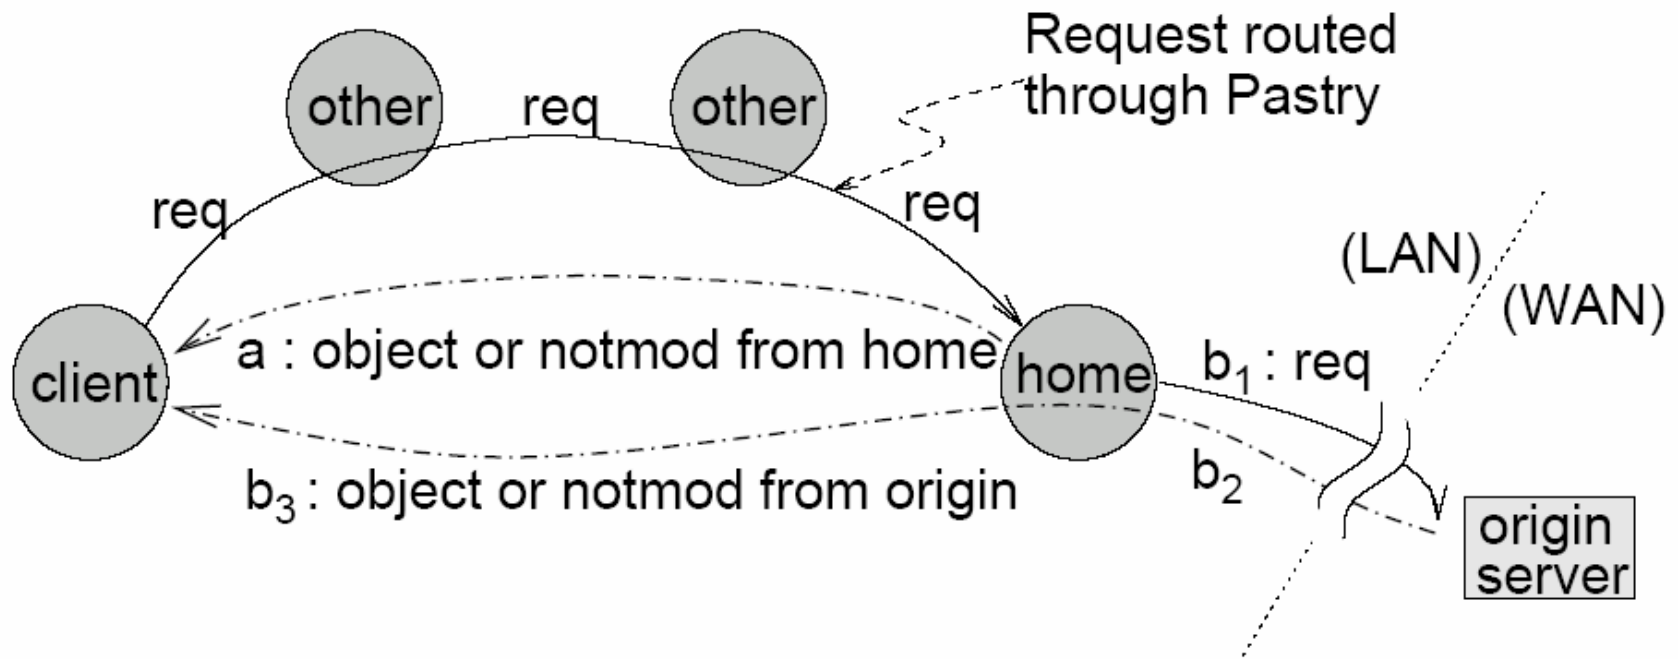 Request routed
through Pastry
other
req
other
req
req
(LAN)
(WAN)
client
a : object or notmod from home
home
b₁ : req
b₃ : object or notmod from origin
b₂
origin
server